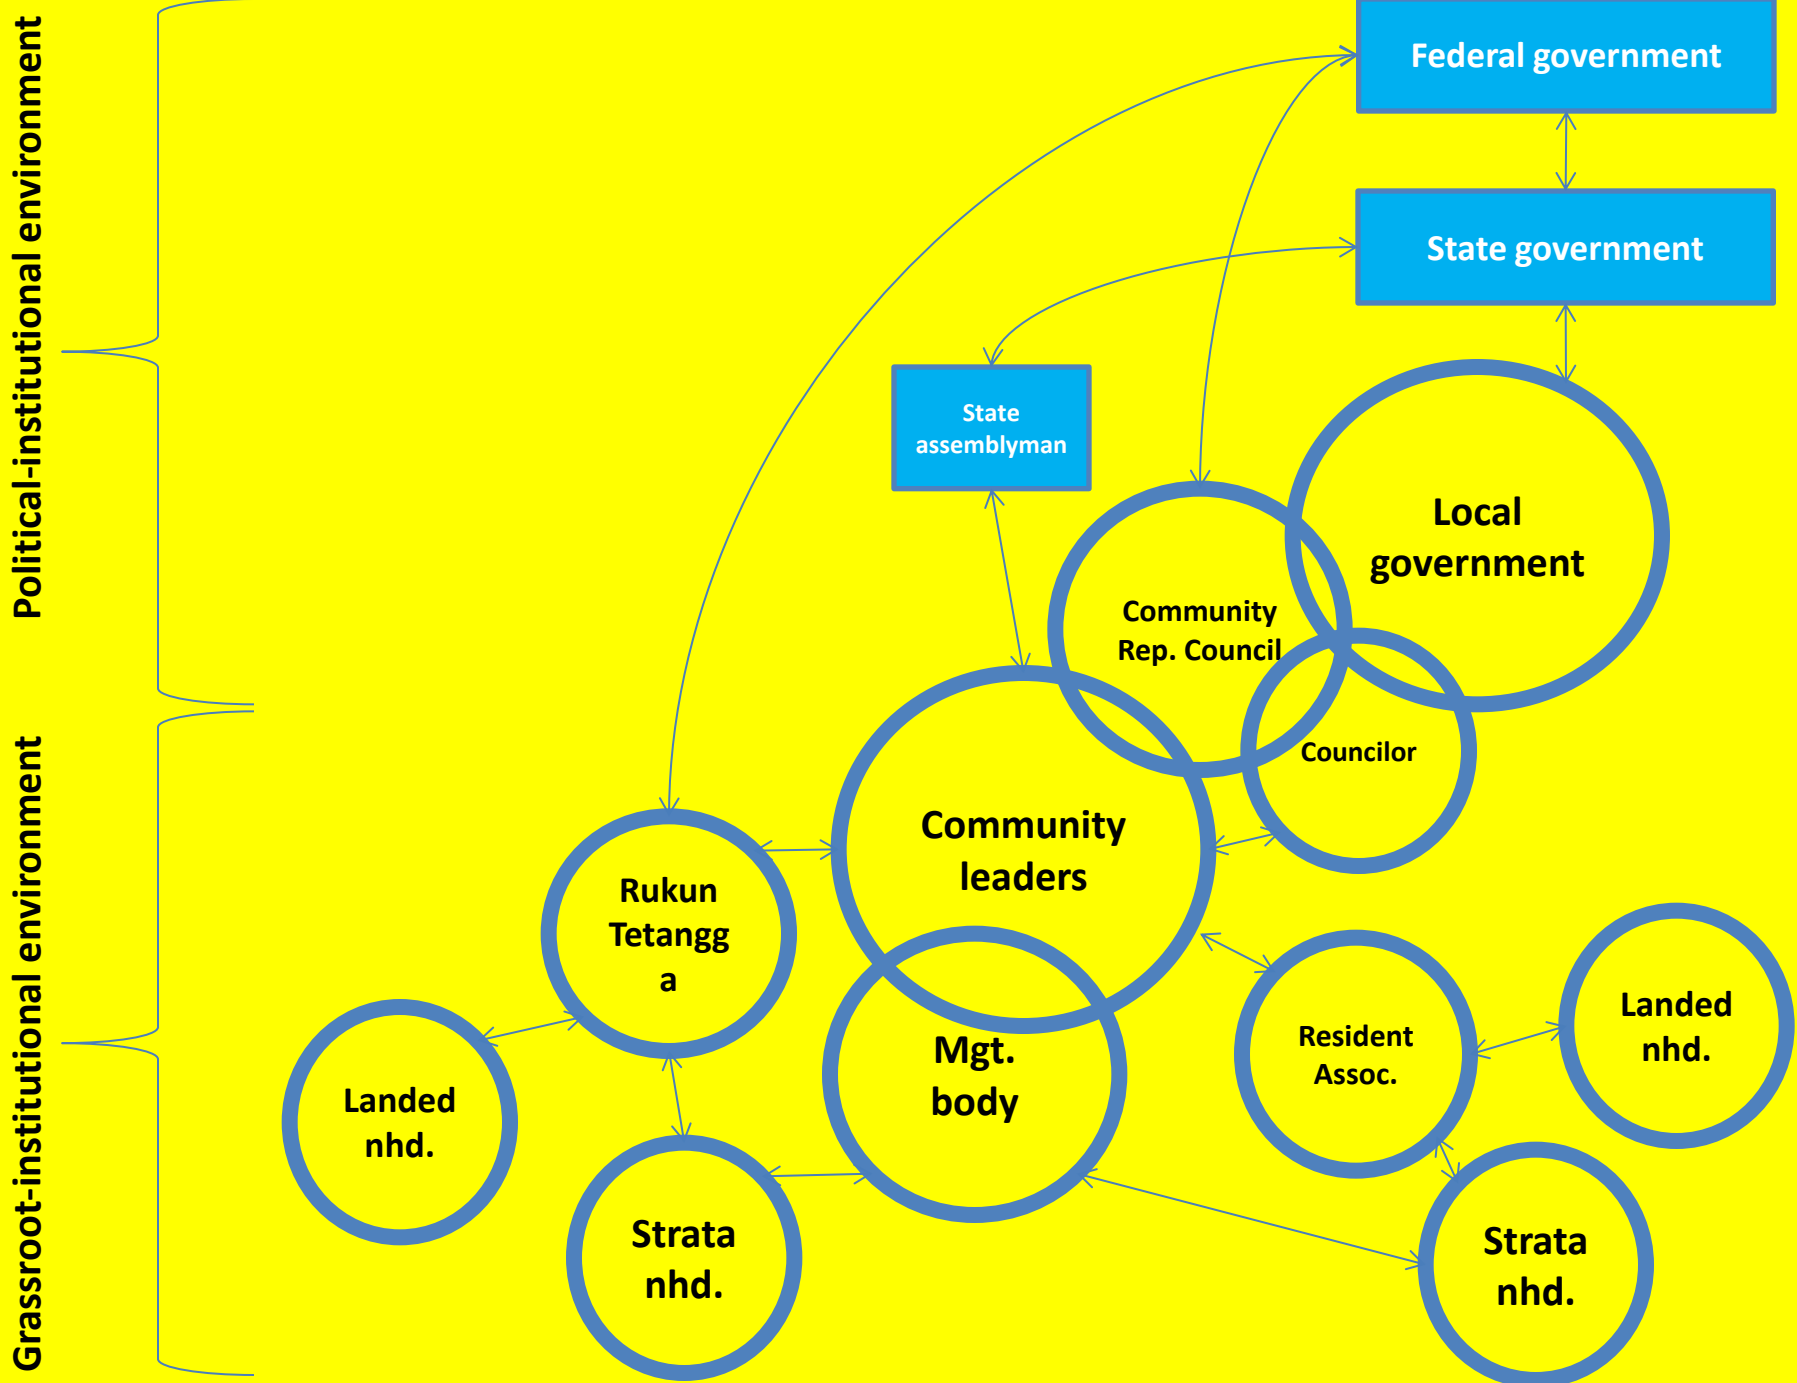 Political-institutional environment
Federal government
State government
State
assemblyman
Local
government
Community
Rep. Council
Councilor
Grassroot-institutional environment
Community
leaders
Rukun
Tetangg
a
Mgt.
body
Resident
Assoc.
Landed
nhd.
Landed
nhd.
Strata
nhd.
Strata
nhd.